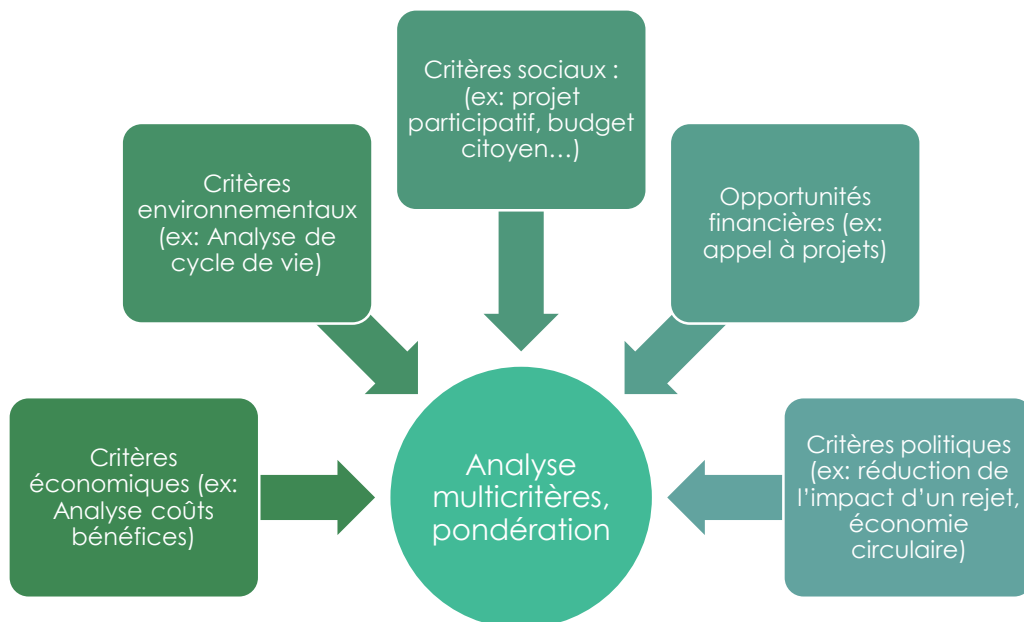 Critères sociaux :
(ex: projet
participatif, budget
citoyen…)
Critères
environnementaux
(ex: Analyse de
cycle de vie)
Opportunités
financières (ex:
appel à projets)
Critères
économiques (ex:
Analyse coûts
bénéfices)
Analyse
multicritères,
pondération
Critères politiques
(ex: réduction de
l’impact d’un rejet,
économie
circulaire)